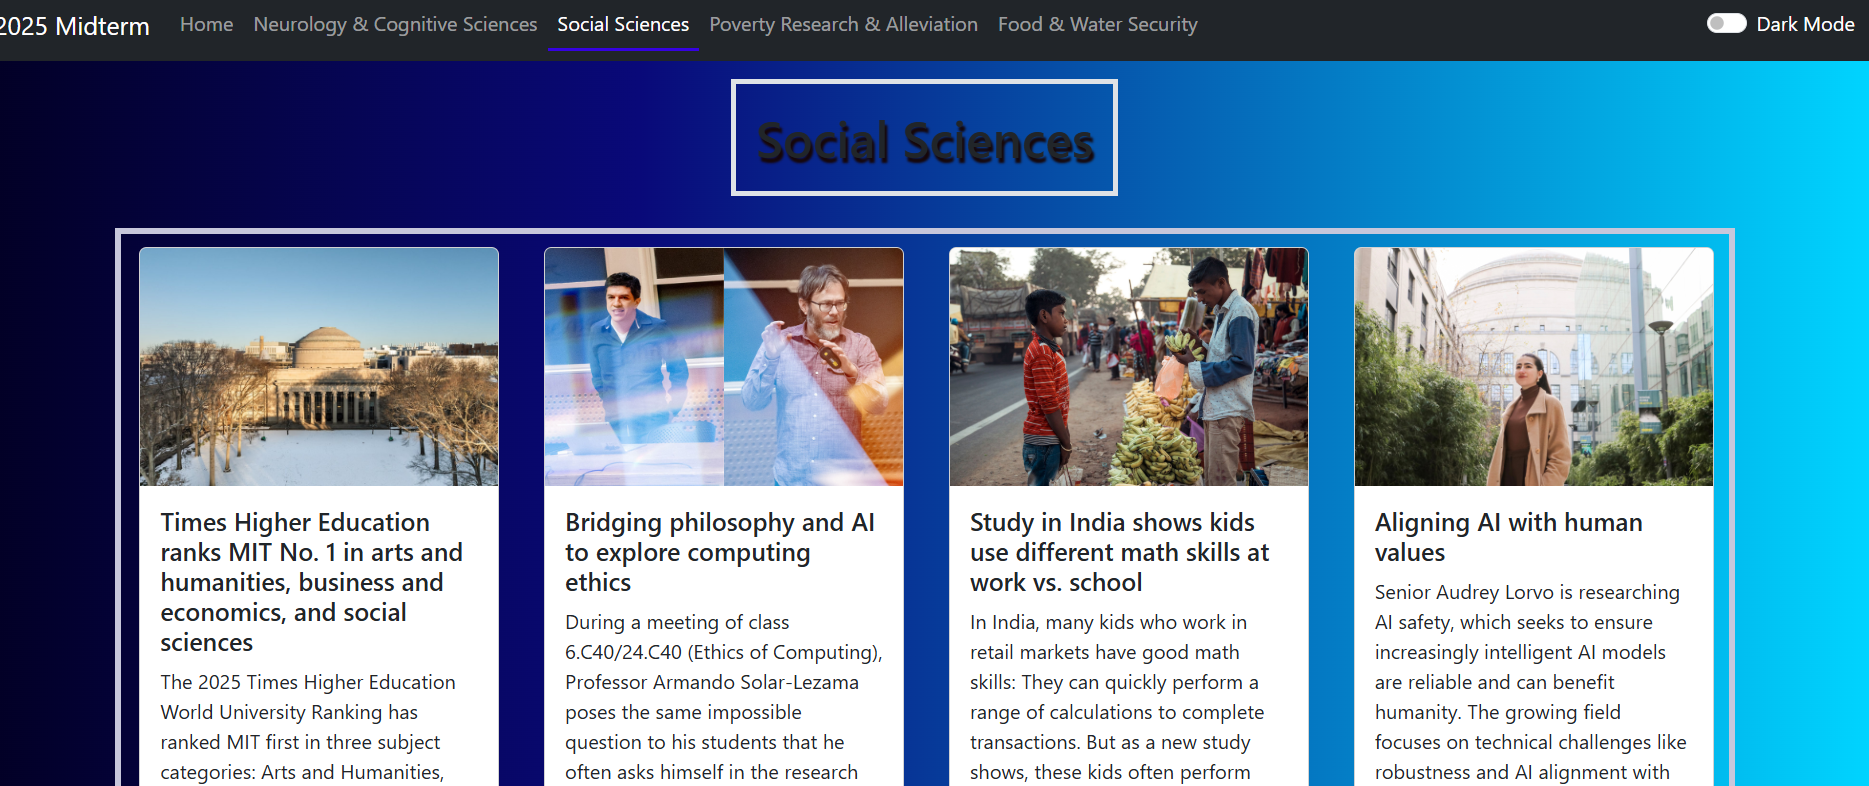 2025 Midterm Home Neurology & Cognitive Sciences Social Sciences Poverty Research & Alleviation Food & Water Security Dark Mode
Social Sciences
Times Higher Education
ranks MIT No. 1 in arts and
humanities, business and
economics, and social
sciences
The 2025 Times Higher Education
World University Ranking has
ranked MIT first in three subject
categories: Arts and Humanities,
Bridging philosophy and AI
to explore computing
ethics
During a meeting of class
6.C40/24.C40 (Ethics of Computing),
Professor Armando Solar-Lezama
poses the same impossible
question to his students that he
often asks himself in the research
Study in India shows kids
use different math skills at
work vs. school
In India, many kids who work in
retail markets have good math
skills: They can quickly perform a
range of calculations to complete
transactions. But as a new study
shows, these kids often perform
Aligning AI with human
values
Senior Audrey Lorvo is researching
AI safety, which seeks to ensure
increasingly intelligent AI models
are reliable and can benefit
humanity. The growing field
focuses on technical challenges like
robustness and AI alignment with